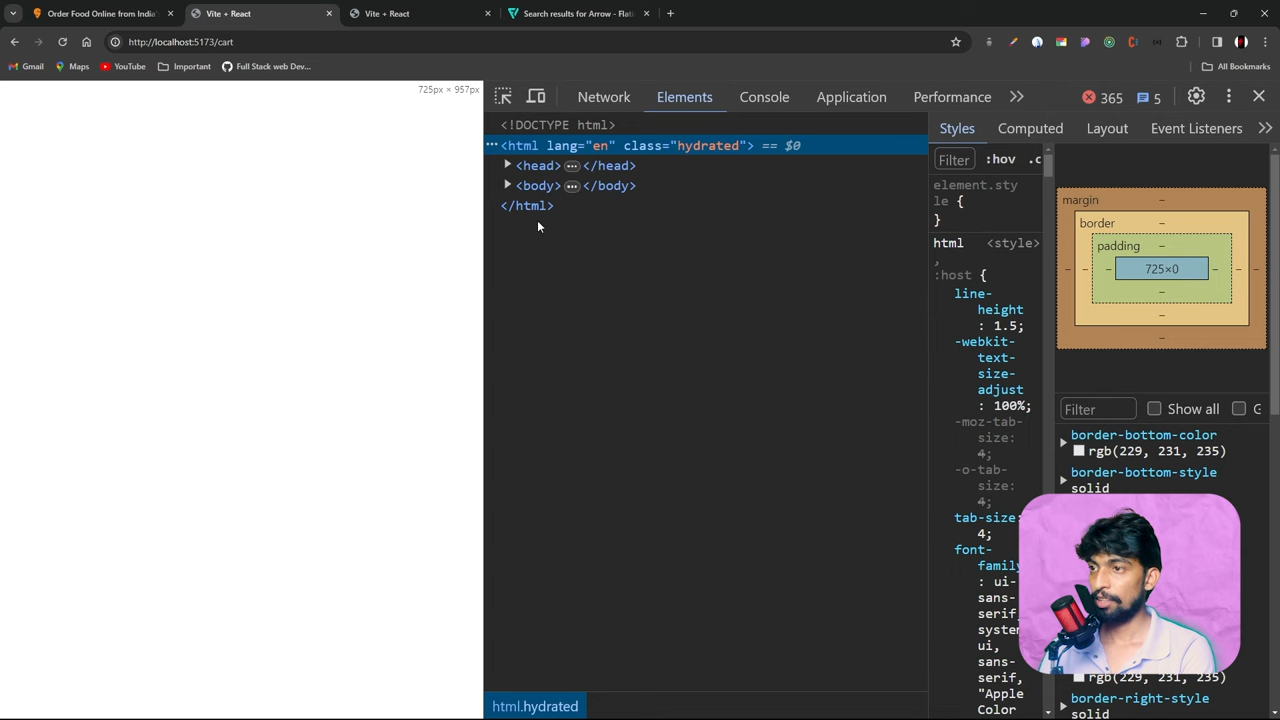 Order Food Online from India's
Vite + React
Vite + React
Search results for Arrow - Flati
http://localhost:5173/cart
Gmail
Maps
YouTube
Important
Full Stack web Dev...
All Bookmarks
725px × 957px
Network
Elements
Console
Application
Performance
365
5
<!DOCTYPE html>
<html lang="en" class="hydrated"> == $0
<head> ••• </head>
<body> ••• </body>
</html>
html.hydrated
Styles
Computed
Layout
Event Listeners
Filter
:hov
.c
element.sty
le {
}
html <style>
,
:host {
line-
height
: 1.5;
-webkit-
text-
size-
adjust
: 100%;
-moz-tab-
size:
4;
-o-tab-
size:
4;
tab-size:
4;
font-
family
: ui-
sans-
serif,
system
ui,
sans-
serif,
"Apple
Color
margin
–
border
–
padding
–
725×0
–
–
–
Filter
Show all
G
border-bottom-color
rgb(229, 231, 235)
border-bottom-style
solid
rgb(229, 231, 235)
border-right-style
solid